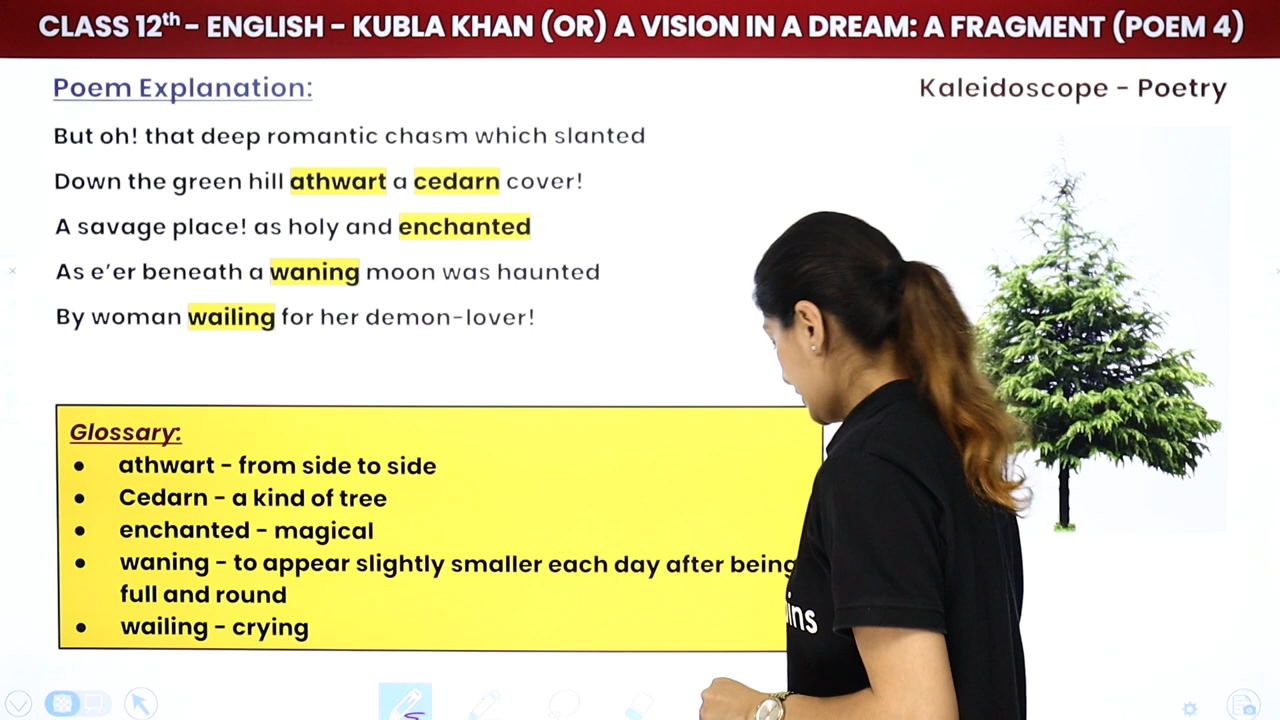 CLASS 12th - ENGLISH - KUBLA KHAN (OR) A VISION IN A DREAM: A FRAGMENT (POEM 4)
Poem Explanation:
Kaleidoscope - Poetry
But oh! that deep romantic chasm which slanted
Down the green hill athwart a cedarn cover!
A savage place! as holy and enchanted
As e'er beneath a waning moon was haunted
By woman wailing for her demon-lover!
Glossary:
● athwart - from side to side
● Cedarn - a kind of tree
● enchanted - magical
● waning - to appear slightly smaller each day after being
full and round
● wailing - crying